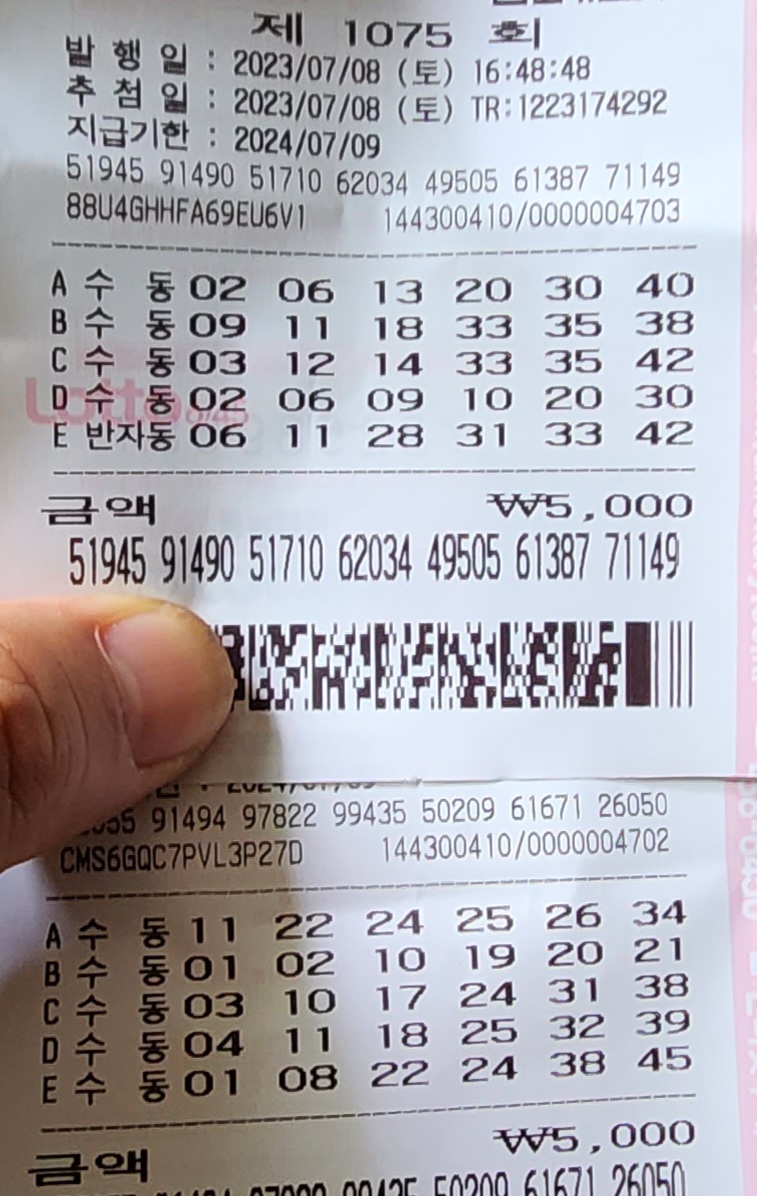 제 1075 회
발 행 일 : 2023/07/08 (토) 16:48:48
추 첨 일 : 2023/07/08 (토) TR:1223174292
지급기한 : 2024/07/09
51945 91490 51710 62034 49505 61387 71149
88U4GHHFA69EU6V1 144300410/0000004703
A 수 동 02 06 13 20 30 40
B 수 동 09 11 18 33 35 38
C 수 동 03 12 14 33 35 42
D 수 동 02 06 09 10 20 30
E 반자동 06 11 28 31 33 42
Lotto 6/45
금액 ₩5,000
51945 91490 51710 62034 49505 61387 71149
91494 97822 99435 50209 61671 26050
CMS6GQC7PVL3P27D 144300410/0000004702
A 수 동 11 22 24 25 26 34
B 수 동 01 02 10 19 20 21
C 수 동 03 10 17 24 31 38
D 수 동 04 11 18 25 32 39
E 수 동 01 08 22 24 38 45
금액 ₩5,000
50209 61671 26050